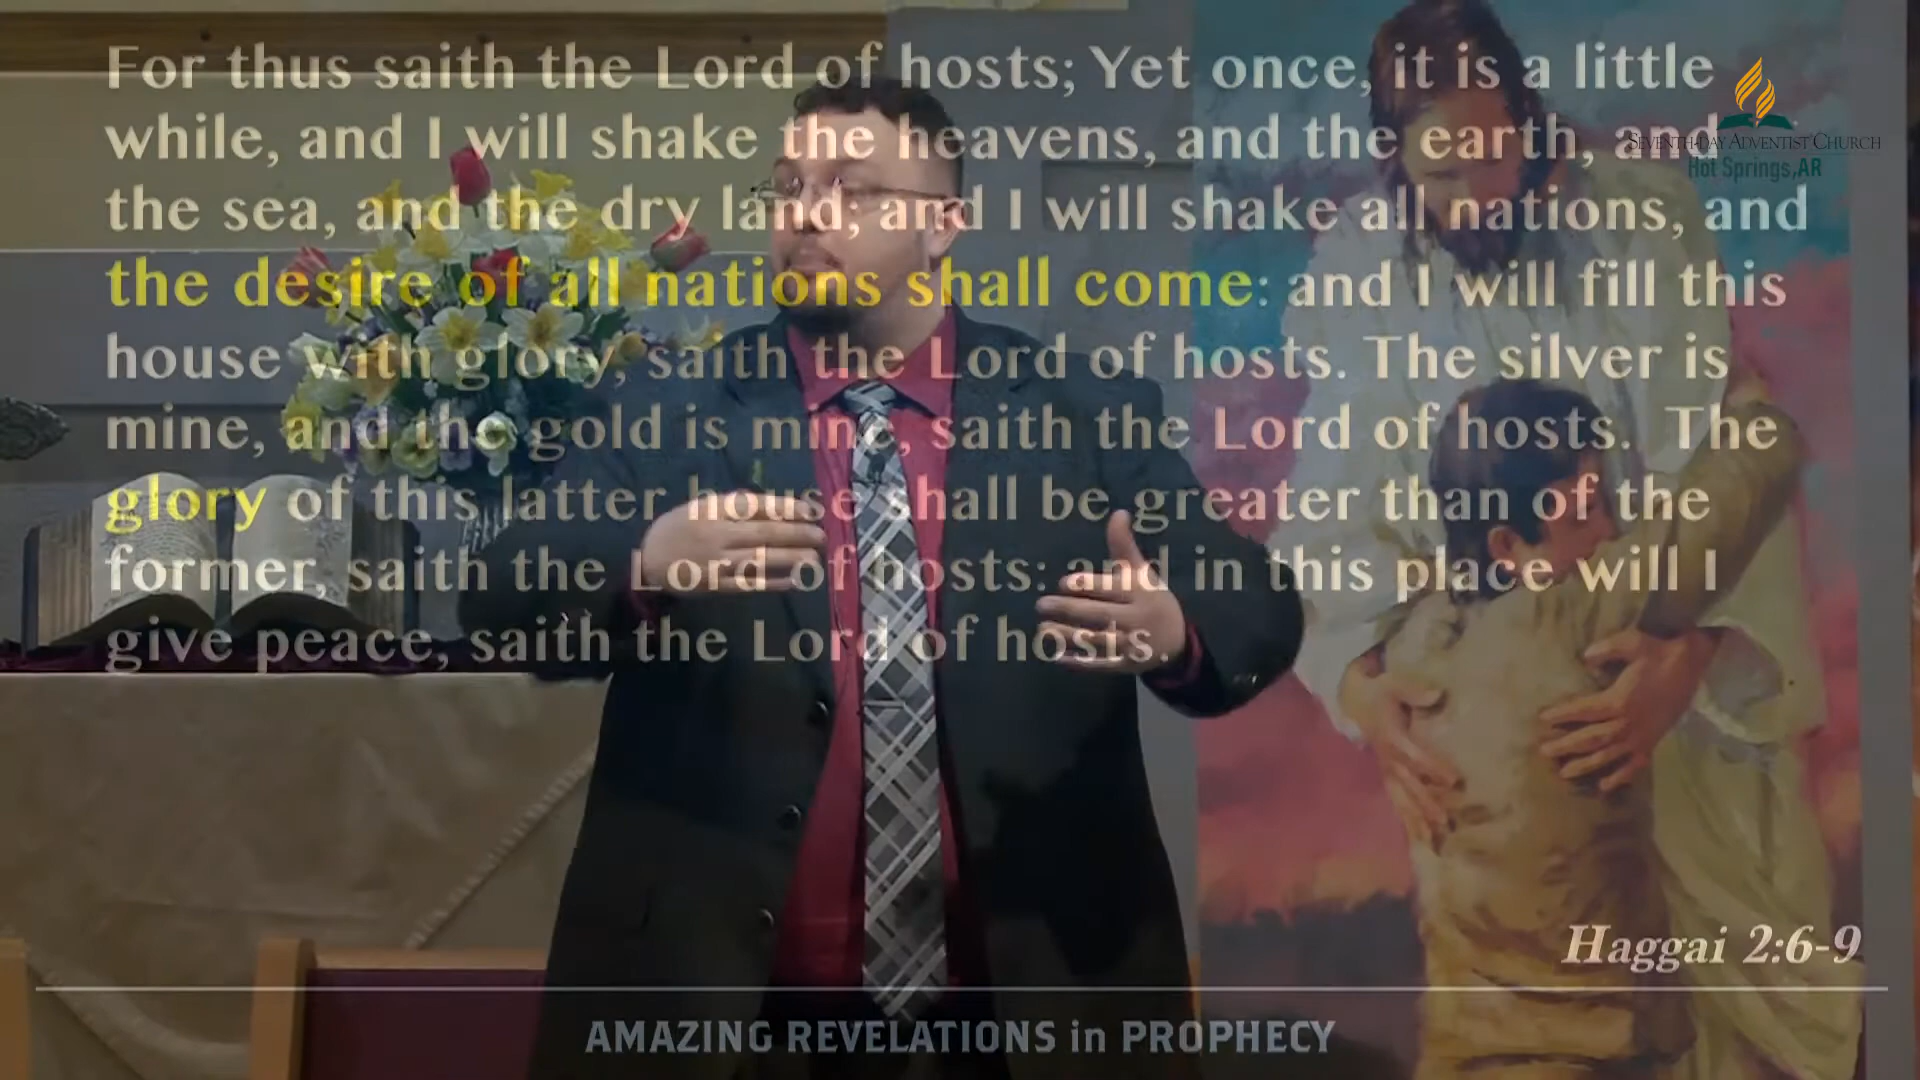 For thus saith the Lord of hosts; Yet once, it is a little
while, and I will shake the heavens, and the earth, and
the sea, and the dry land; and I will shake all nations, and
the desire of all nations shall come: and I will fill this
house with glory, saith the Lord of hosts. The silver is
mine, and the gold is mine, saith the Lord of hosts. The
glory of this latter house shall be greater than of the
former, saith the Lord of hosts: and in this place will I
give peace, saith the Lord of hosts.
SEVENTH-DAY ADVENTIST CHURCH
Hot Springs,AR
Haggai 2:6-9
AMAZING REVELATIONS in PROPHECY